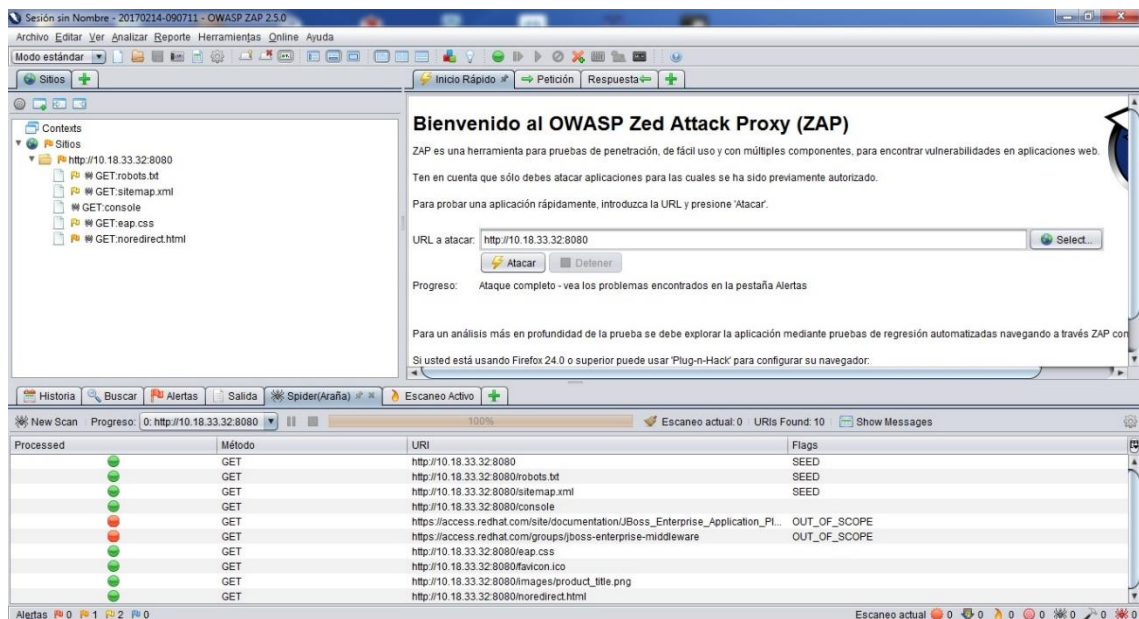 Sesión sin Nombre - 20170214-090711 - OWASP ZAP 2.5.0
Archivo Editar Ver Analizar Reporte Herramientas Online Ayuda
Modo estándar
Sitios
Inicio Rápido Petición Respuesta
Contexts
Sitios
http://10.18.33.32:8080
GET:robots.txt
GET:sitemap.xml
GET:console
GET:eap.css
GET:noredirect.html
Bienvenido al OWASP Zed Attack Proxy (ZAP)
ZAP es una herramienta para pruebas de penetración, de fácil uso y con múltiples componentes, para encontrar vulnerabilidades en aplicaciones web.
Ten en cuenta que sólo debes atacar aplicaciones para las cuales se ha sido previamente autorizado.
Para probar una aplicación rápidamente, introduzca la URL y presione 'Atacar'.
URL a atacar: http://10.18.33.32:8080 Select...
Atacar Detener
Progreso: Ataque completo - vea los problemas encontrados en la pestaña Alertas
Para un análisis más en profundidad de la prueba se debe explorar la aplicación mediante pruebas de regresión automatizadas navegando a través ZAP con
Si usted está usando Firefox 24.0 o superior puede usar 'Plug-n-Hack' para configurar su navegador:
Historia Buscar Alertas Salida Spider(Araña) Escaneo Activo
New Scan Progreso: 0: http://10.18.33.32:8080 100% Escaneo actual: 0 URIs Found: 10 Show Messages
Processed Método URI Flags
GET http://10.18.33.32:8080 SEED
GET http://10.18.33.32:8080/robots.txt SEED
GET http://10.18.33.32:8080/sitemap.xml SEED
GET http://10.18.33.32:8080/console
GET https://access.redhat.com/site/documentation/JBoss_Enterprise_Application_Pl... OUT_OF_SCOPE
GET https://access.redhat.com/groups/jboss-enterprise-middleware OUT_OF_SCOPE
GET http://10.18.33.32:8080/eap.css
GET http://10.18.33.32:8080/favicon.ico
GET http://10.18.33.32:8080/images/product_title.png
GET http://10.18.33.32:8080/noredirect.html
Alertas 0 1 2 0 Escaneo actual 0 0 0 0 0 0 0